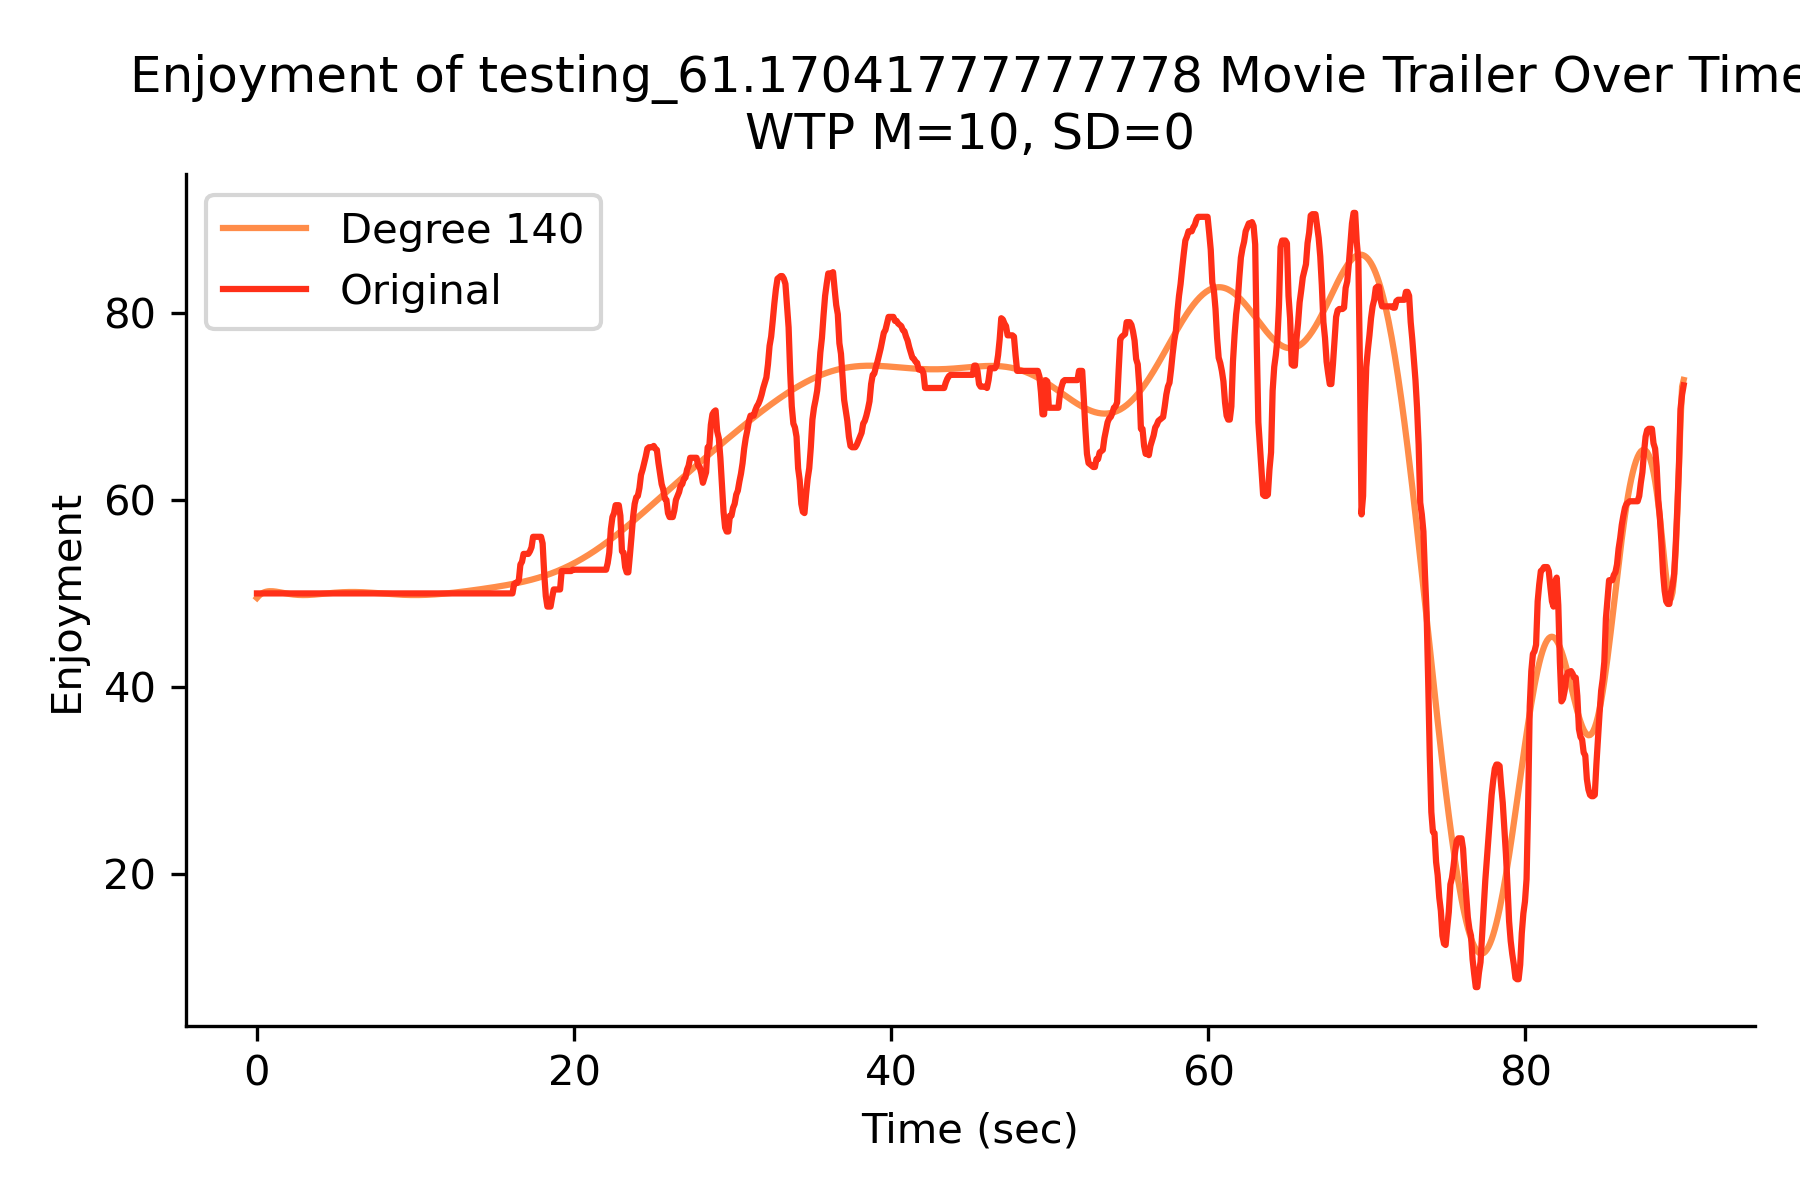 Enjoyment of testing_61.17041777777778 Movie Trailer Over Time
WTP M=10, SD=0
Degree 140
Original
Enjoyment
80
60
40
20
0 20 40 60 80
Time (sec)